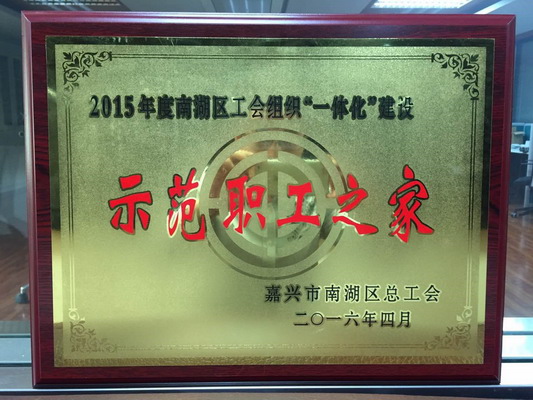 2015年度南湖区工会组织“一体化”建设
示范职工之家
嘉兴市南湖区总工会
二〇一六年四月